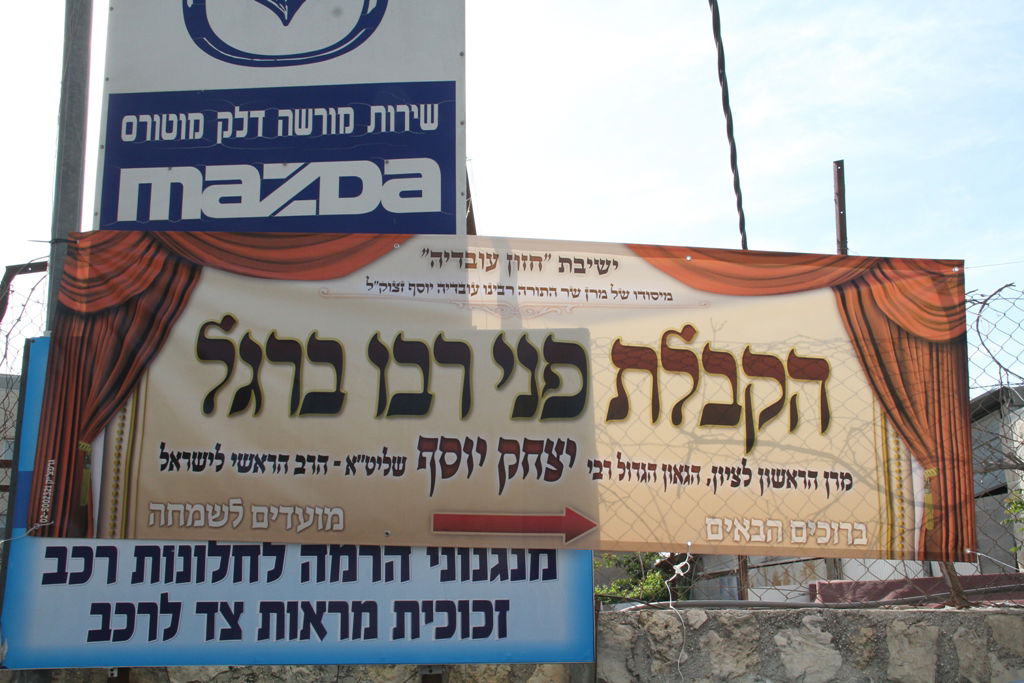 שירות מורשה דלק מוטורס
mazda
ישיבת "חזון עובדיה"
מיסודו של מרן שר התורה רבינו עובדיה יוסף זצוק"ל
הקבלת פני רבו ברגל
מרן הראשון לציון, הגאון הגדול רבי יצחק יוסף שליט"א - הרב הראשי לישראל
ברוכים הבאים
מועדים לשמחה
מנגנוני הרמה לחלונות רכב
זכוכית מראות צד לרכב